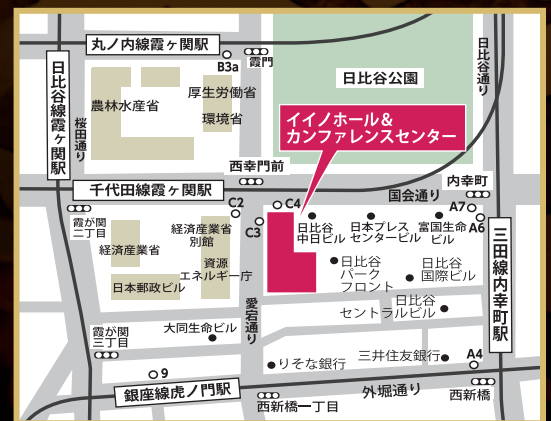 丸ノ内線霞ヶ関駅
B3a
霞門
日比谷通り
日比谷公園
日比谷線霞ヶ関駅
桜田通り
農林水産省
厚生労働省
環境省
イイノホール&
カンファレンスセンター
西幸門前
千代田線霞ヶ関駅
国会通り
内幸町
霞が関
二丁目
C2
C3
C4
A7
A6
経済産業省
経済産業省
別館
資源
エネルギー庁
日本郵政ビル
日比谷
中日ビル
日本プレス
センタービル
富国生命
ビル
日比谷
パーク
フロント
日比谷
国際ビル
日比谷
セントラルビル
三田線内幸町駅
愛宕通り
霞が関
三丁目
大同生命ビル
りそな銀行
三井住友銀行
A4
9
銀座線虎ノ門駅
外堀通り
西新橋一丁目
西新橋